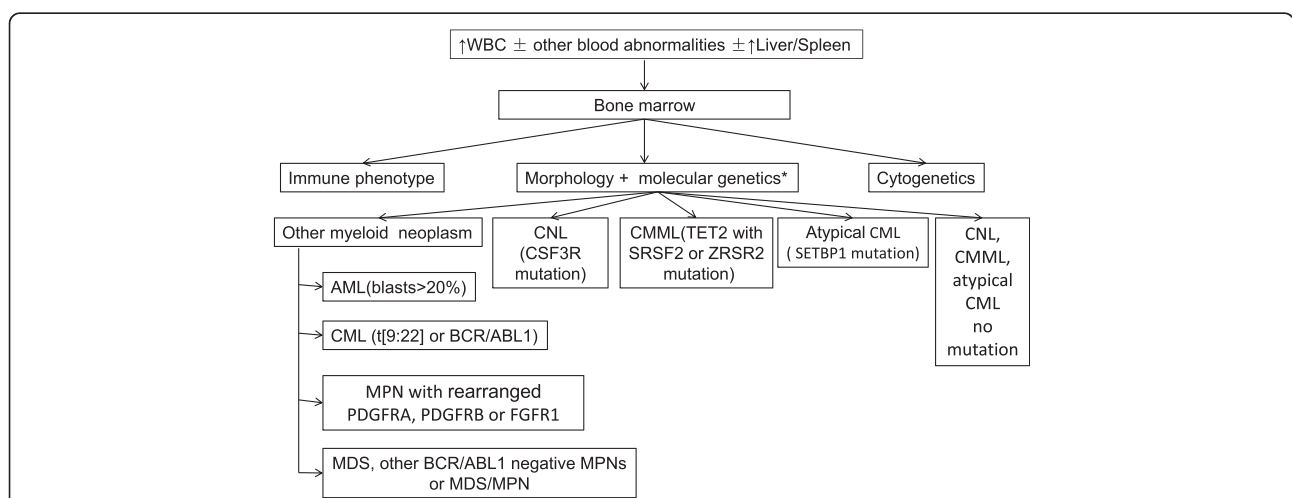 ↑WBC ± other blood abnormalities ±↑Liver/Spleen
Bone marrow
Immune phenotype
Morphology + molecular genetics*
Cytogenetics
Other myeloid neoplasm
CNL
(CSF3R
mutation)
CMML(TET2 with
SRSF2 or ZRSR2
mutation)
Atypical CML
( SETBP1 mutation)
CNL,
CMML,
atypical
CML
no
mutation
AML(blasts>20%)
CML (t[9:22] or BCR/ABL1)
MPN with rearranged
PDGFRA, PDGFRB or FGFR1
MDS, other BCR/ABL1 negative MPNs
or MDS/MPN